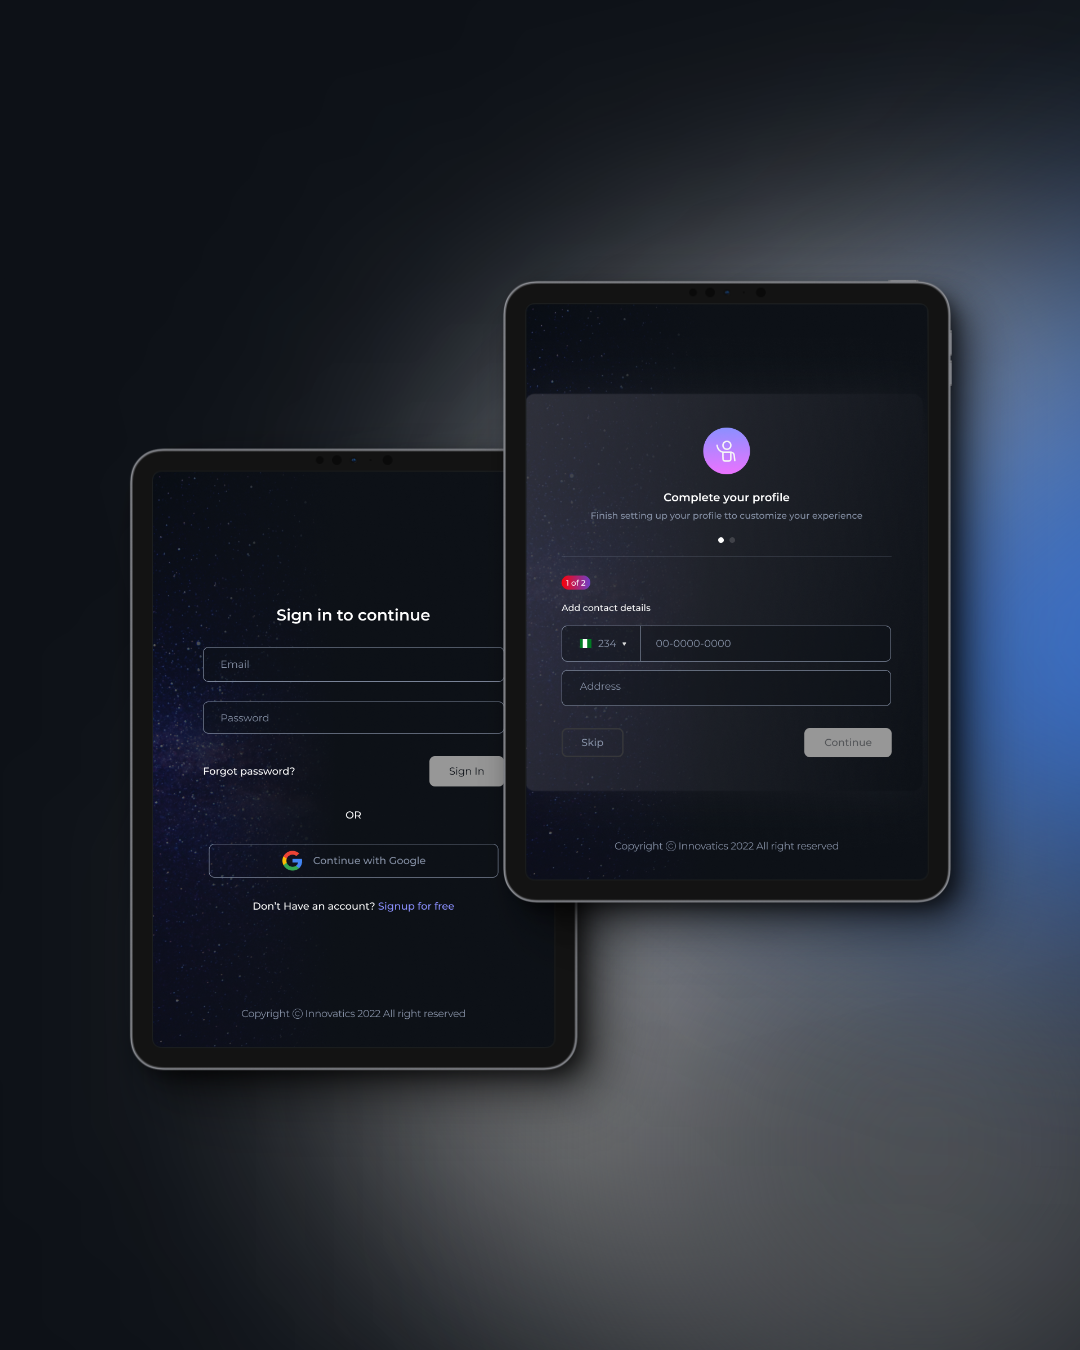 Sign in to continue
Email
Password
Forgot password?
Sign In
OR
Continue with Google
Don't Have an account? Signup for free
Copyright Ⓒ Innovatics 2022 All right reserved
Complete your profile
Finish setting up your profile tto customize your experience
1 of 2
Add contact details
234 00-0000-0000
Address
Skip
Continue
Copyright Ⓒ Innovatics 2022 All right reserved